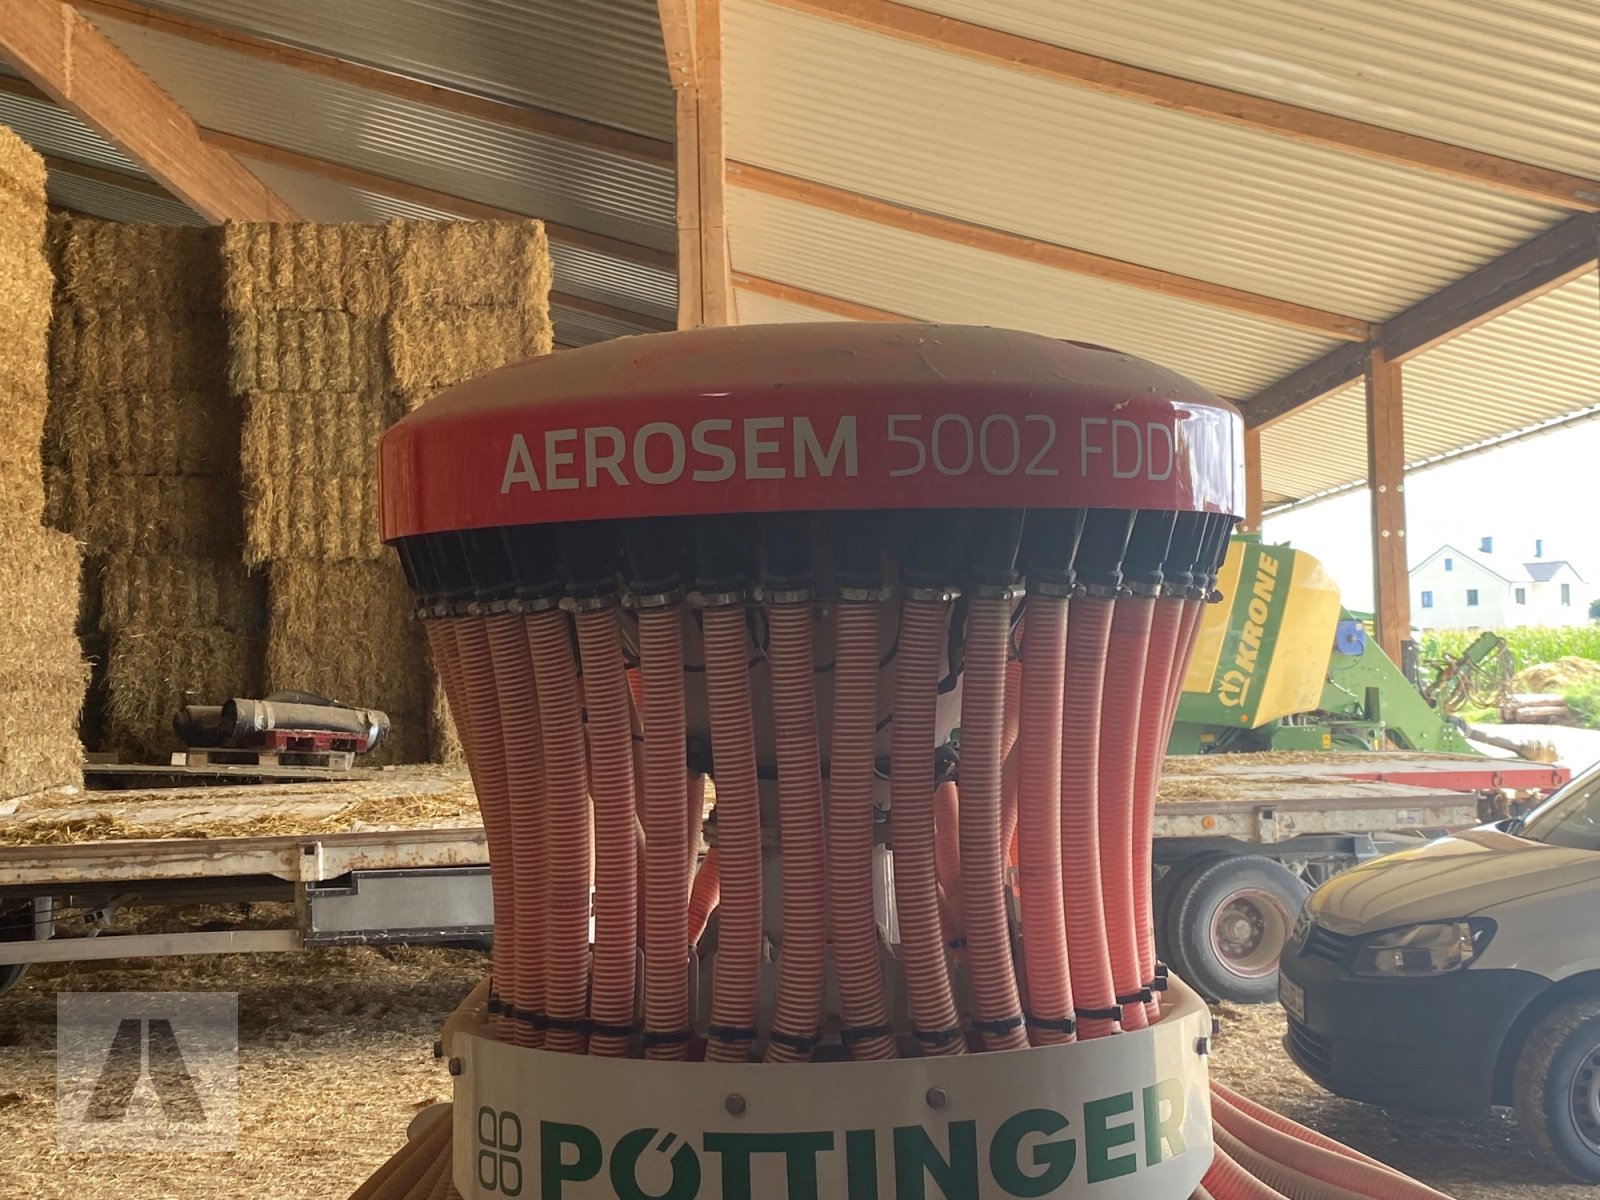 AEROSEM 5002 FDD
KRONE
PÖTTINGER